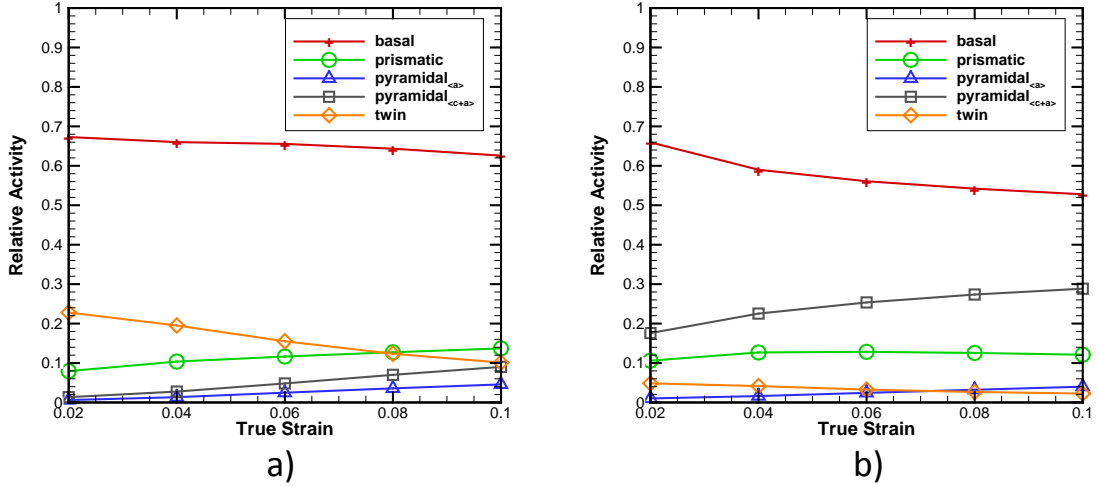 1
0.9
0.8
0.7
0.6
0.5
0.4
0.3
0.2
0.1
0
Relative Activity
basal
prismatic
pyramidal<a>
pyramidal<c+a>
twin
0.02 0.04 0.06 0.08 0.1
True Strain
a)
1
0.9
0.8
0.7
0.6
0.5
0.4
0.3
0.2
0.1
0
Relative Activity
basal
prismatic
pyramidal<a>
pyramidal<c+a>
twin
0.02 0.04 0.06 0.08 0.1
True Strain
b)